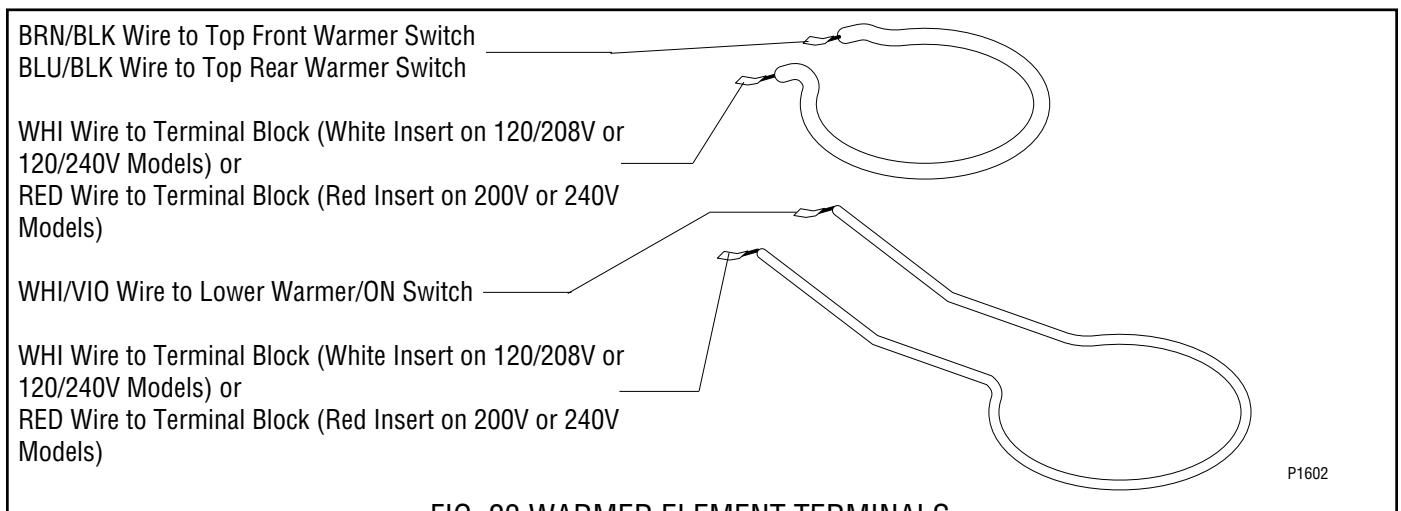 BRN/BLK Wire to Top Front Warmer Switch
BLU/BLK Wire to Top Rear Warmer Switch
WHI Wire to Terminal Block (White Insert on 120/208V or
120/240V Models) or
RED Wire to Terminal Block (Red Insert on 200V or 240V
Models)
WHI/VIO Wire to Lower Warmer/ON Switch
WHI Wire to Terminal Block (White Insert on 120/208V or
120/240V Models) or
RED Wire to Terminal Block (Red Insert on 200V or 240V
Models)
P1602
WARMER ELEMENT TERMINALS